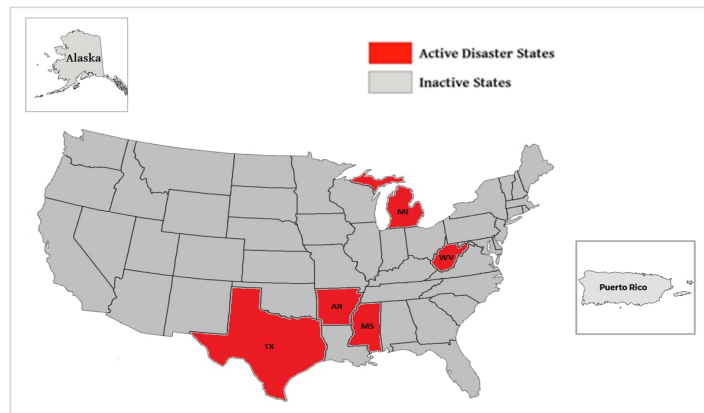 Alaska
Active Disaster States
Inactive States
MI
WV
AR
MS
TX
Puerto Rico